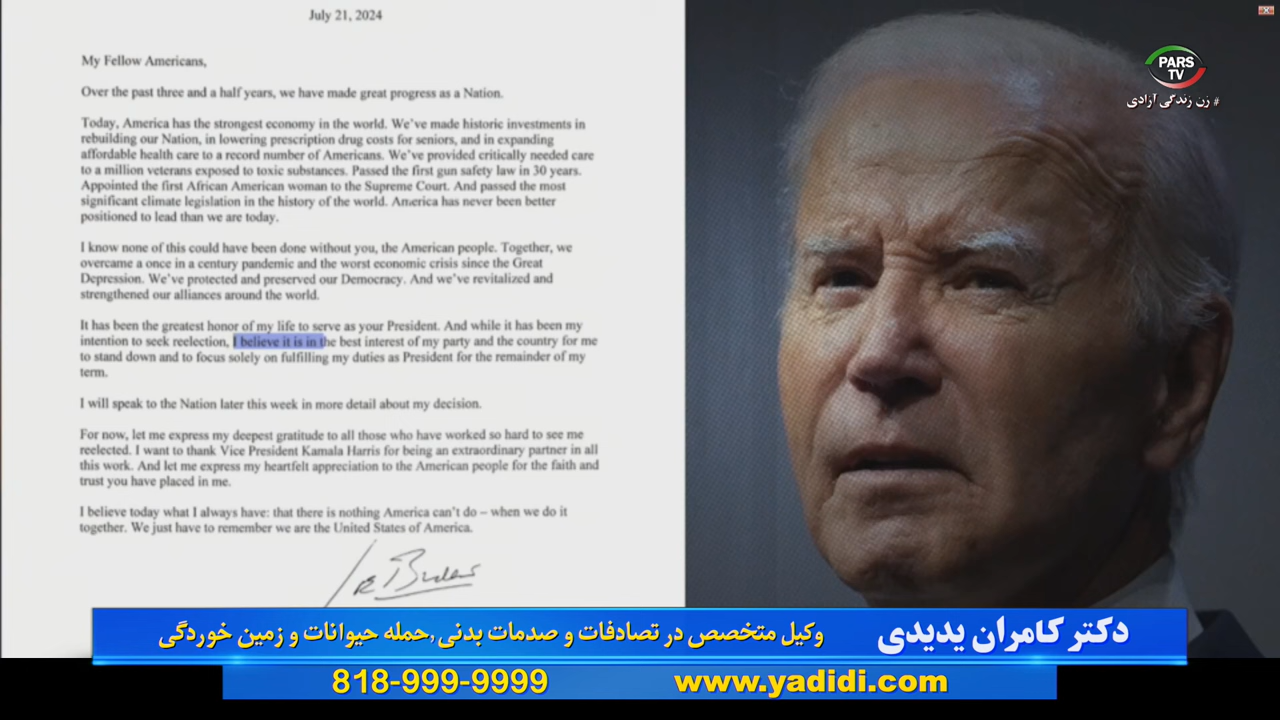 July 21, 2024
My Fellow Americans,
Over the past three and a half years, we have made great progress as a Nation.
Today, America has the strongest economy in the world. We've made historic investments in
rebuilding our Nation, in lowering prescription drug costs for seniors, and in expanding
affordable health care to a record number of Americans. We've provided critically needed care
to a million veterans exposed to toxic substances. Passed the first gun safety law in 30 years.
Appointed the first African American woman to the Supreme Court. And passed the most
significant climate legislation in the history of the world. America has never been better
positioned to lead than we are today.
I know none of this could have been done without you, the American people. Together, we
overcame a once in a century pandemic and the worst economic crisis since the Great
Depression. We've protected and preserved our Democracy. And we've revitalized and
strengthened our alliances around the world.
It has been the greatest honor of my life to serve as your President. And while it has been my
intention to seek reelection, I believe it is in the best interest of my party and the country for me
to stand down and to focus solely on fulfilling my duties as President for the remainder of my
term.
I will speak to the Nation later this week in more detail about my decision.
For now, let me express my deepest gratitude to all those who have worked so hard to see me
reelected. I want to thank Vice President Kamala Harris for being an extraordinary partner in all
this work. And let me express my heartfelt appreciation to the American people for the faith and
trust you have placed in me.
I believe today what I always have: that there is nothing America can't do – when we do it
together. We just have to remember we are the United States of America.
Joe Biden
PARS
TV
# زن زندگی آزادی
دکتر کامران یدیدی
وکیل متخصص در تصادفات و صدمات بدنی ,حمله حیوانات و زمین خوردگی
818-999-9999
www.yadidi.com